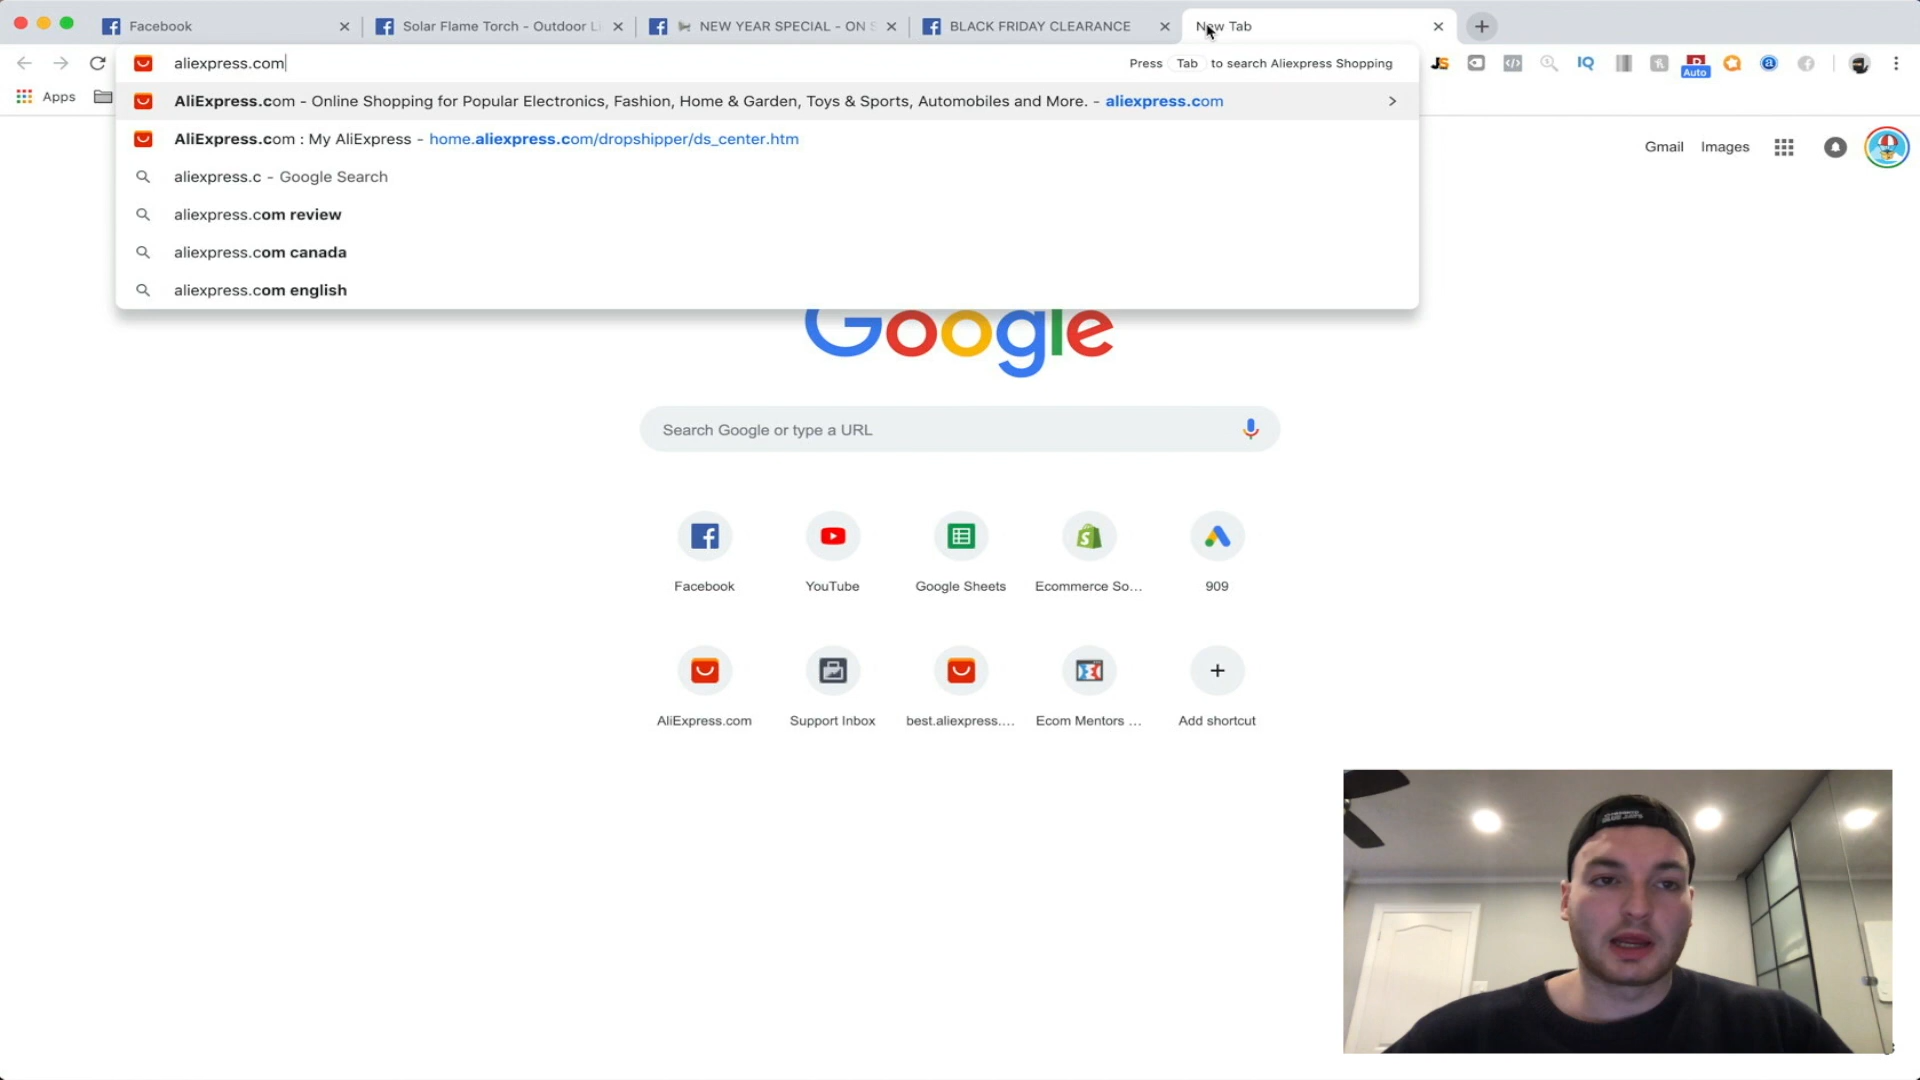 Facebook
Solar Flame Torch - Outdoor Li
NEW YEAR SPECIAL - ON S
BLACK FRIDAY CLEARANCE
New Tab
aliexpress.com
Press Tab to search Aliexpress Shopping
JS
IQ
Auto
Apps
AliExpress.com - Online Shopping for Popular Electronics, Fashion, Home & Garden, Toys & Sports, Automobiles and More. - aliexpress.com
AliExpress.com : My AliExpress - home.aliexpress.com/dropshipper/ds_center.htm
aliexpress.c - Google Search
aliexpress.com review
aliexpress.com canada
aliexpress.com english
Gmail
Images
Google
Search Google or type a URL
Facebook
YouTube
Google Sheets
Ecommerce So...
909
AliExpress.com
Support Inbox
best.aliexpress....
Ecom Mentors ...
Add shortcut